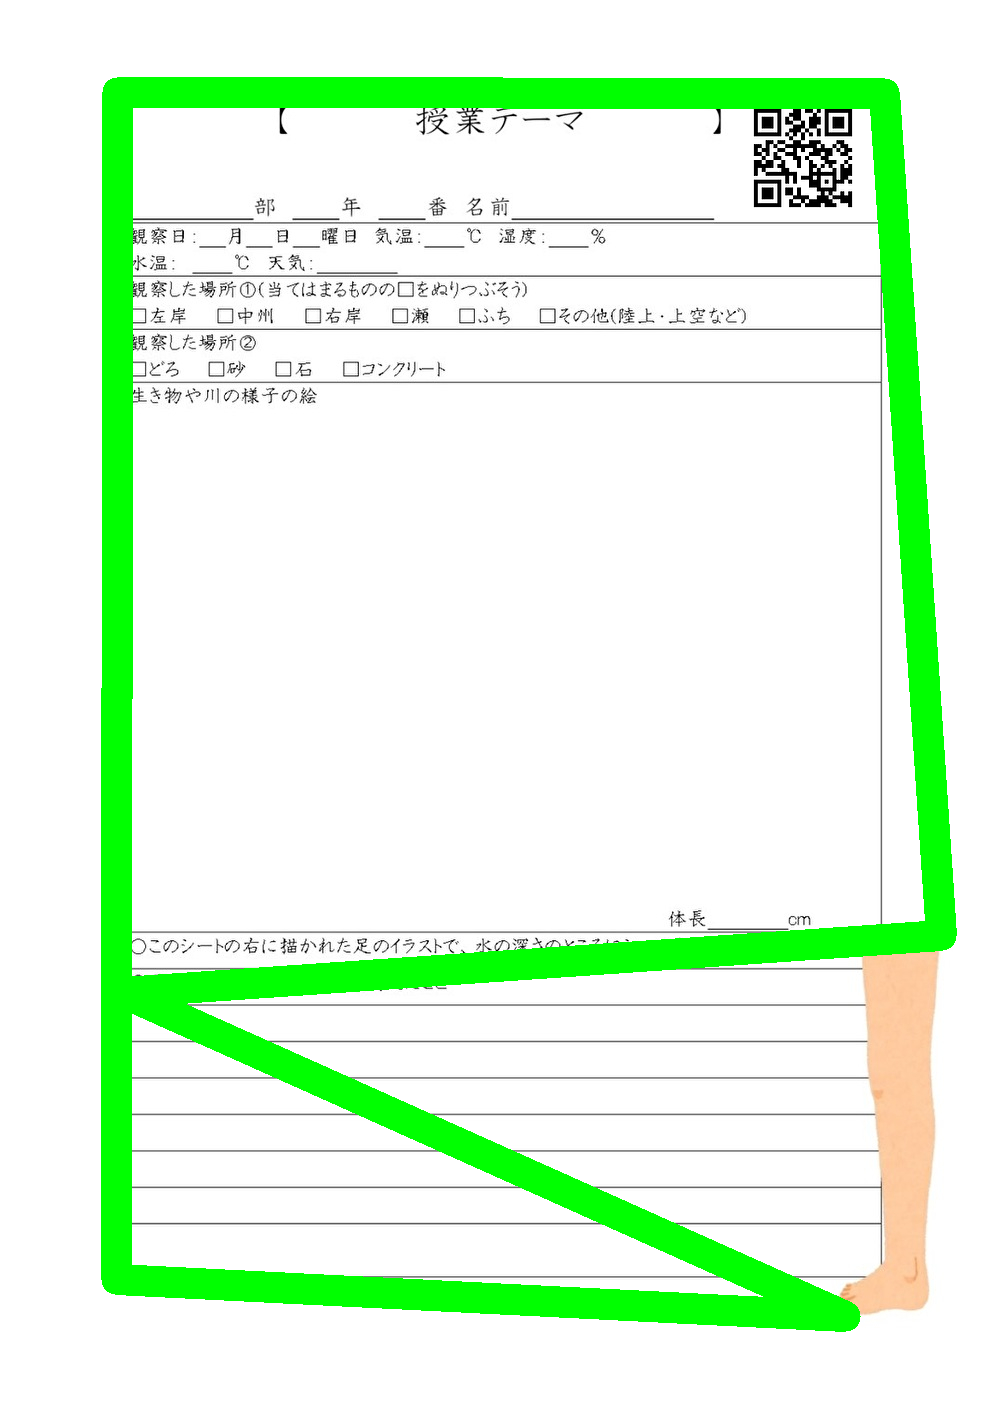 【 授業テーマ 】
＿＿＿＿＿＿部 ＿＿年 ＿＿番 名前＿＿＿＿＿＿＿＿＿＿
観察日:＿月＿日＿曜日 気温:＿＿℃ 湿度:＿＿%
水温: ＿＿℃ 天気:＿＿＿＿
観察した場所①(当てはまるものの□をぬりつぶそう)
□左岸 □中州 □右岸 □瀬 □ふち □その他(陸上・上空など)
観察した場所②
□どろ □砂 □石 □コンクリート
生き物や川の様子の絵
体長＿＿＿＿cm
○このシートの右に描かれた足のイラストで、水の深さのところに